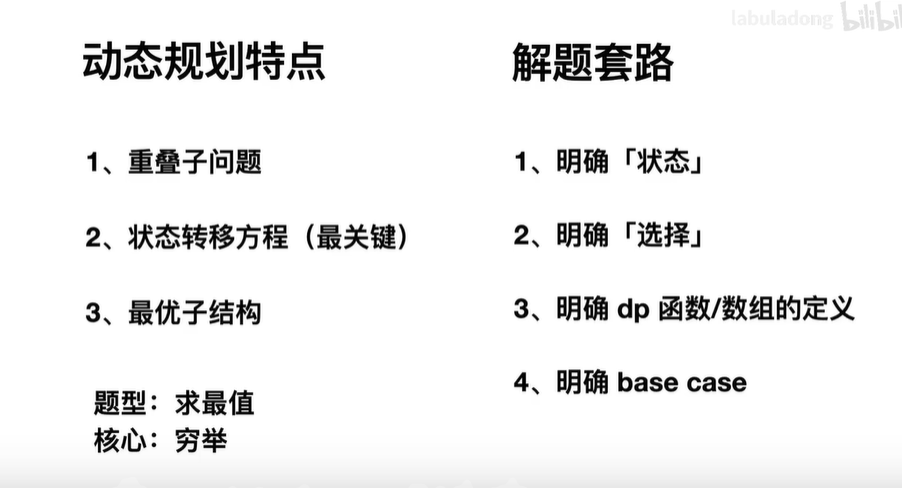 labuladong bilibili
动态规划特点
1、重叠子问题
2、状态转移方程（最关键）
3、最优子结构
题型：求最值
核心：穷举
解题套路
1、明确「状态」
2、明确「选择」
3、明确 dp 函数/数组的定义
4、明确 base case